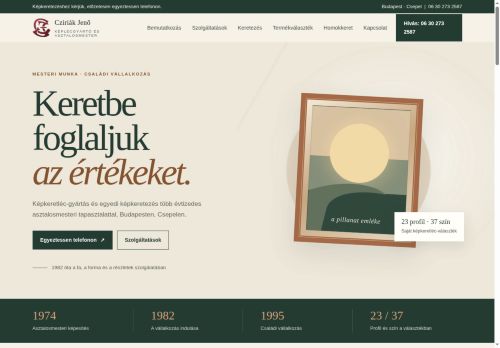 Képkeretezéshez kérjük, előzetesen egyeztessen telefonon.
Budapest · Csepel | 06 30 273 2587
Cziriák Jenő
KÉPLÉCGYÁRTÓ ÉS
ASZTALOSMESTER
Bemutatkozás Szolgáltatások Keretezés Termékválaszték Homokkeret Kapcsolat
Hívás: 06 30 273
2587
MESTERI MUNKA · CSALÁDI VÁLLALKOZÁS
Keretbe
foglaljuk
az értékeket.
Képkeretléc-gyártás és egyedi képkeretezés több évtizedes
asztalosmesteri tapasztalattal, Budapesten, Csepelen.
Egyeztessen telefonon ↗ Szolgáltatások
1982 óta a fa, a forma és a részletek szolgálatában
a pillanat emléke
23 profil · 37 szín
Saját képkeretléc-választék
1974 1982 1995 23 / 37
Asztalosmesteri képesítés A vállalkozás indulása Családi vállalkozás Profil és szín a választékban